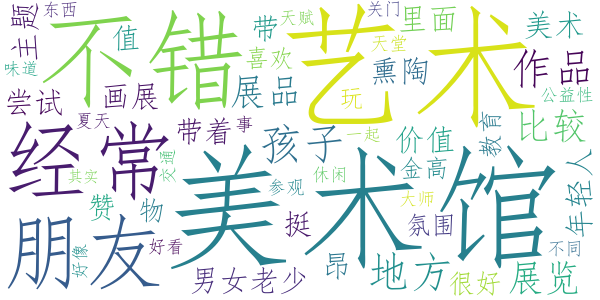 东西
天赋
关门
主题
不错
值
带
里面
喜欢
艺术
天堂
美术
味道
画展
展品
玩
熏陶
作品
公益性
尝试
夏天
经常
带着
事
孩子
一起
价值
教育
比较
年轻人
其实
交通
美术馆
参观
休闲
金高
大师
朋友
赞
物
挺
氛围
好像
好看
男女老少
昂
地方
很好
展览
不同